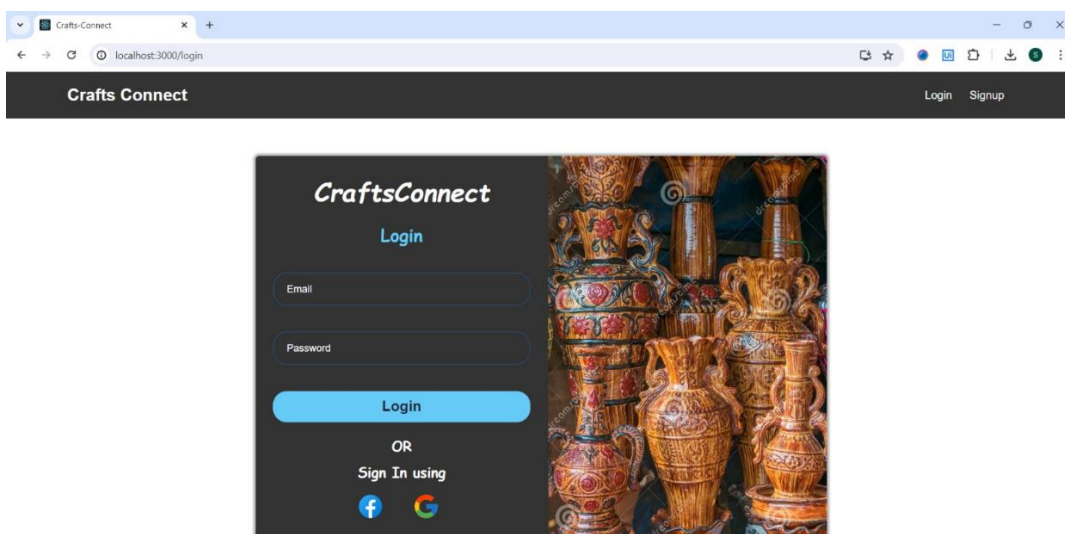 Crafts-Connect
localhost:3000/login
Crafts Connect
Login
Signup
CraftsConnect
Login
Email
Password
Login
OR
Sign In using